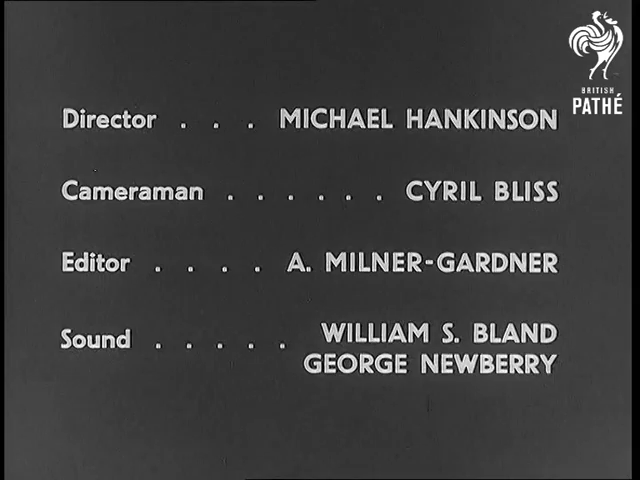 BRITISH
PATHÉ
Director . . . MICHAEL HANKINSON
Cameraman . . . . . . CYRIL BLISS
Editor . . . . A. MILNER-GARDNER
Sound . . . . . WILLIAM S. BLAND
GEORGE NEWBERRY